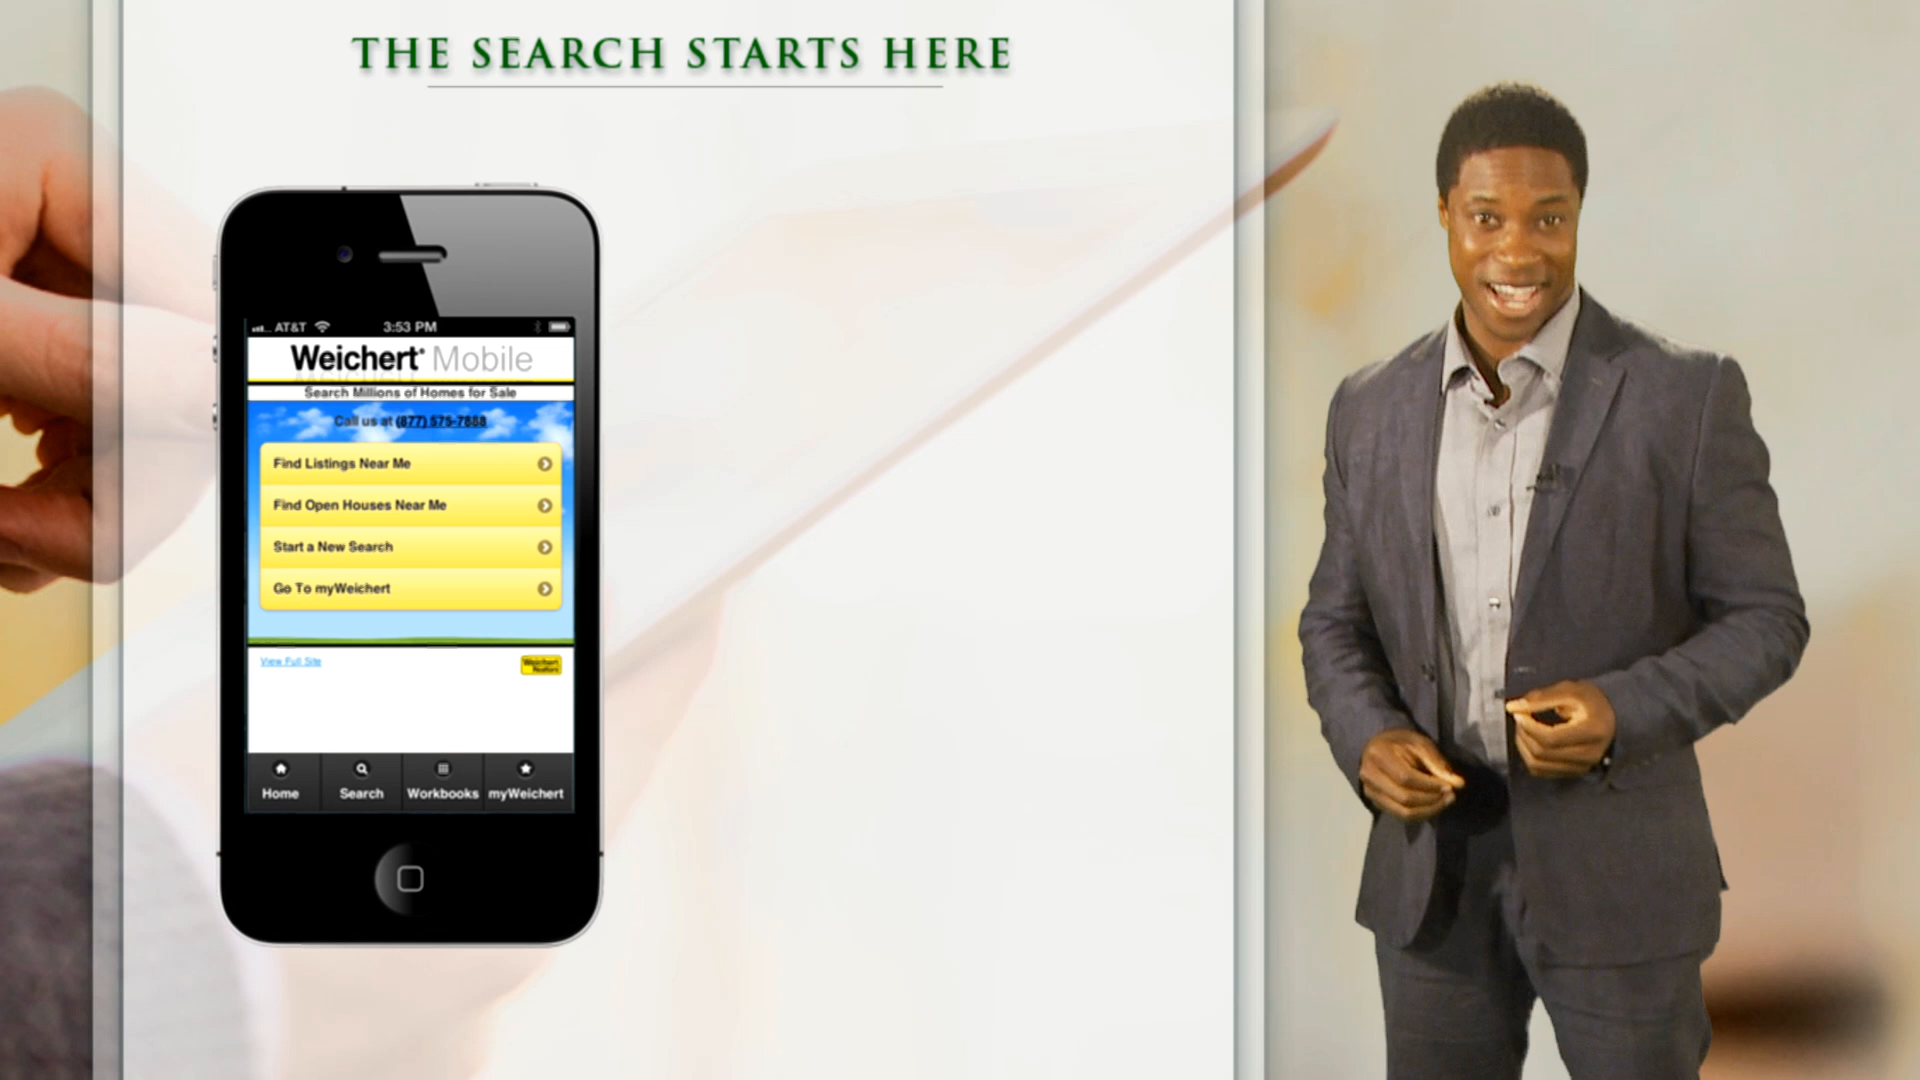 THE SEARCH STARTS HERE
AT&T 3:53 PM
Weichert® Mobile
Search Millions of Homes for Sale
Call us at (877) 575-7888
Find Listings Near Me
Find Open Houses Near Me
Start a New Search
Go To myWeichert
View Full Site
Weichert
Realtors
Home Search Workbooks myWeichert